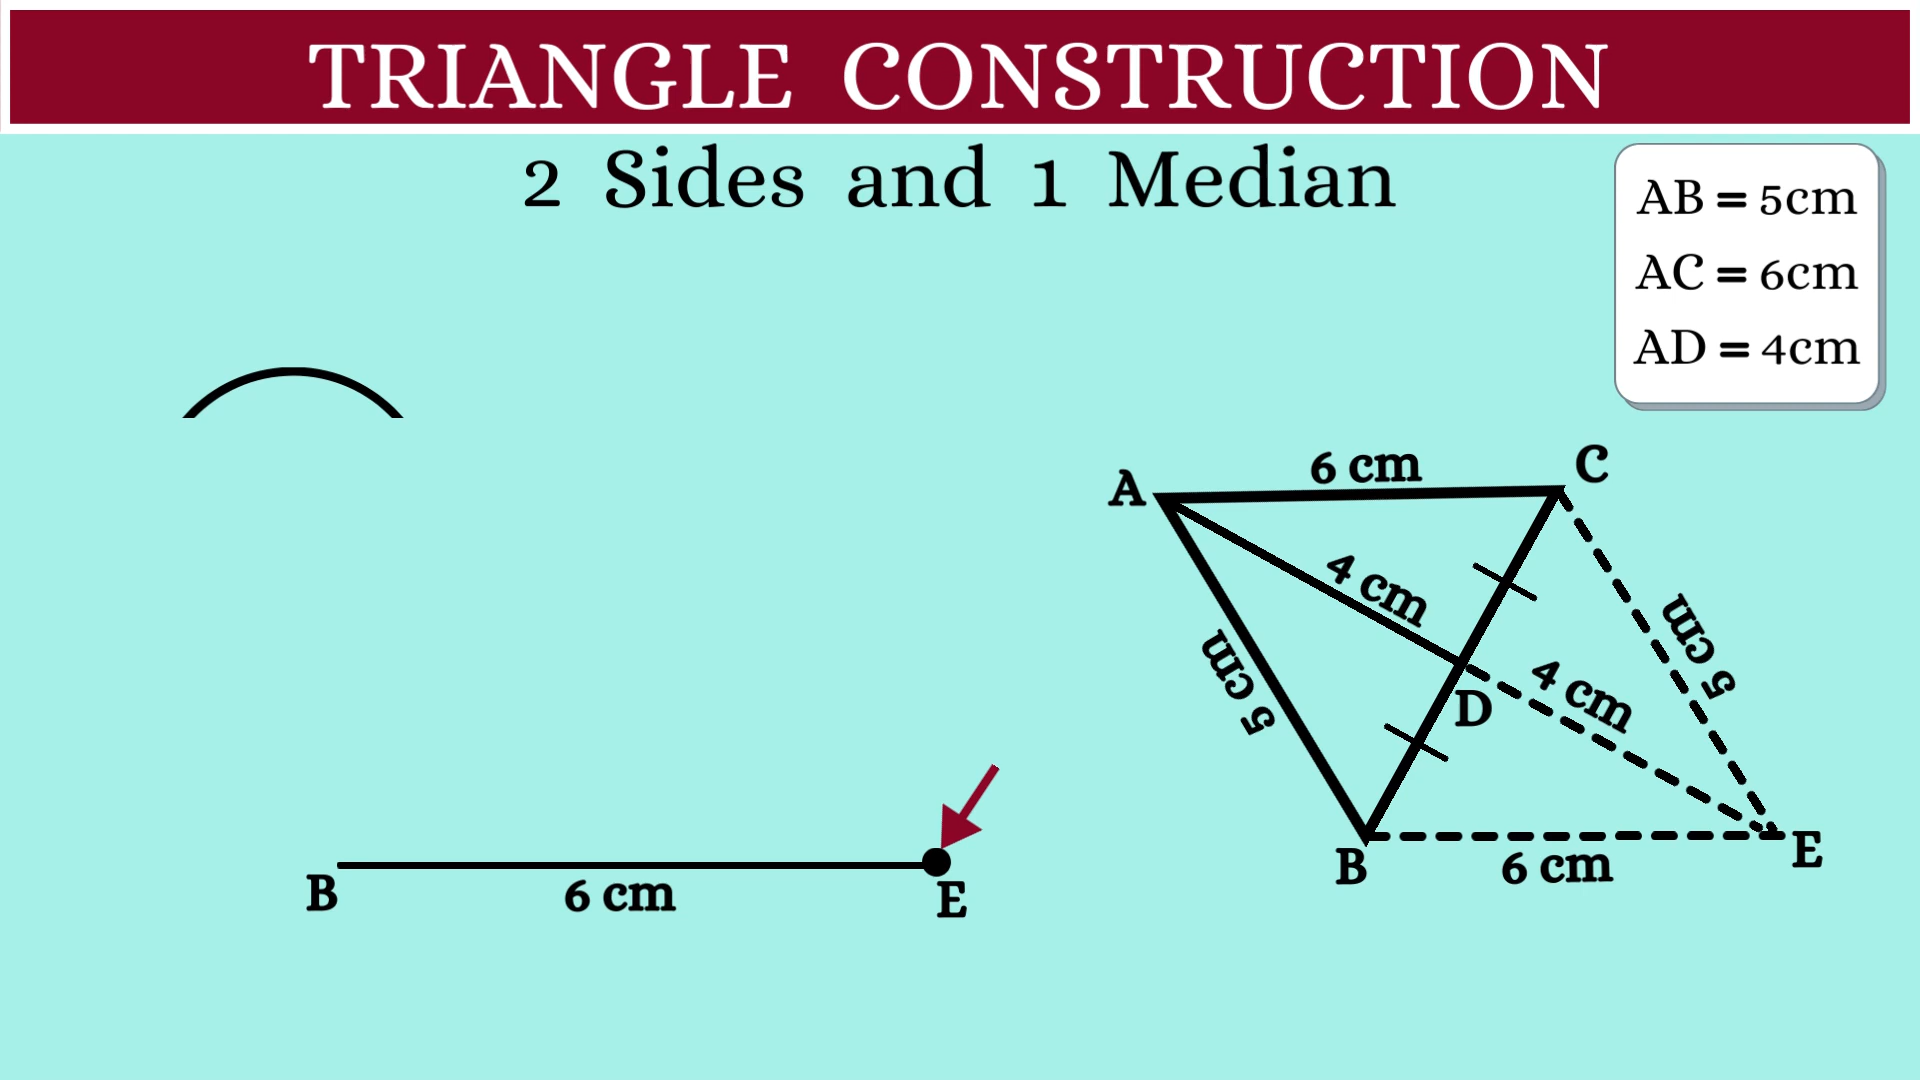 TRIANGLE CONSTRUCTION
2 Sides and 1 Median
AB = 5cm
AC = 6cm
AD = 4cm
A
6 cm
C
4 cm
5 cm
5 cm
4 cm
D
B
6 cm
E
B
6 cm
E